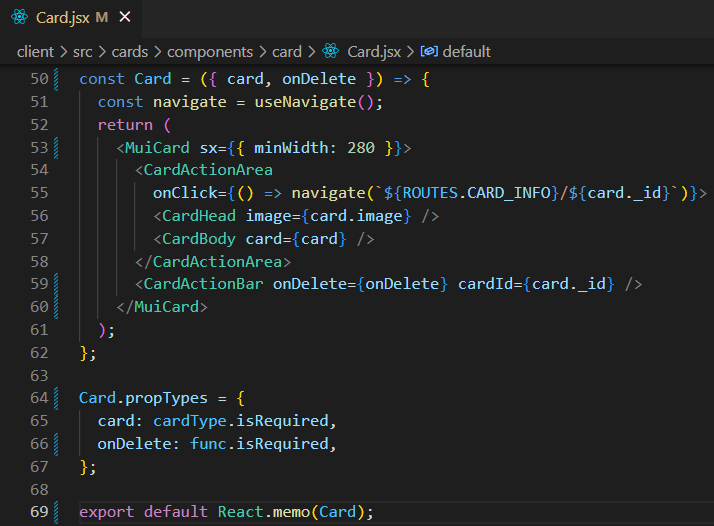 Card.jsx M ×
client > src > cards > components > card > Card.jsx > default
50 const Card = ({ card, onDelete }) => {
51   const navigate = useNavigate();
52   return (
53     <MuiCard sx={{ minWidth: 280 }}>
54       <CardActionArea
55         onClick={() => navigate(`${ROUTES.CARD_INFO}/${card._id}`)}>
56         <CardHead image={card.image} />
57         <CardBody card={card} />
58       </CardActionArea>
59       <CardActionBar onDelete={onDelete} cardId={card._id} />
60     </MuiCard>
61   );
62 };
63
64 Card.propTypes = {
65   card: cardType.isRequired,
66   onDelete: func.isRequired,
67 };
68
69 export default React.memo(Card);